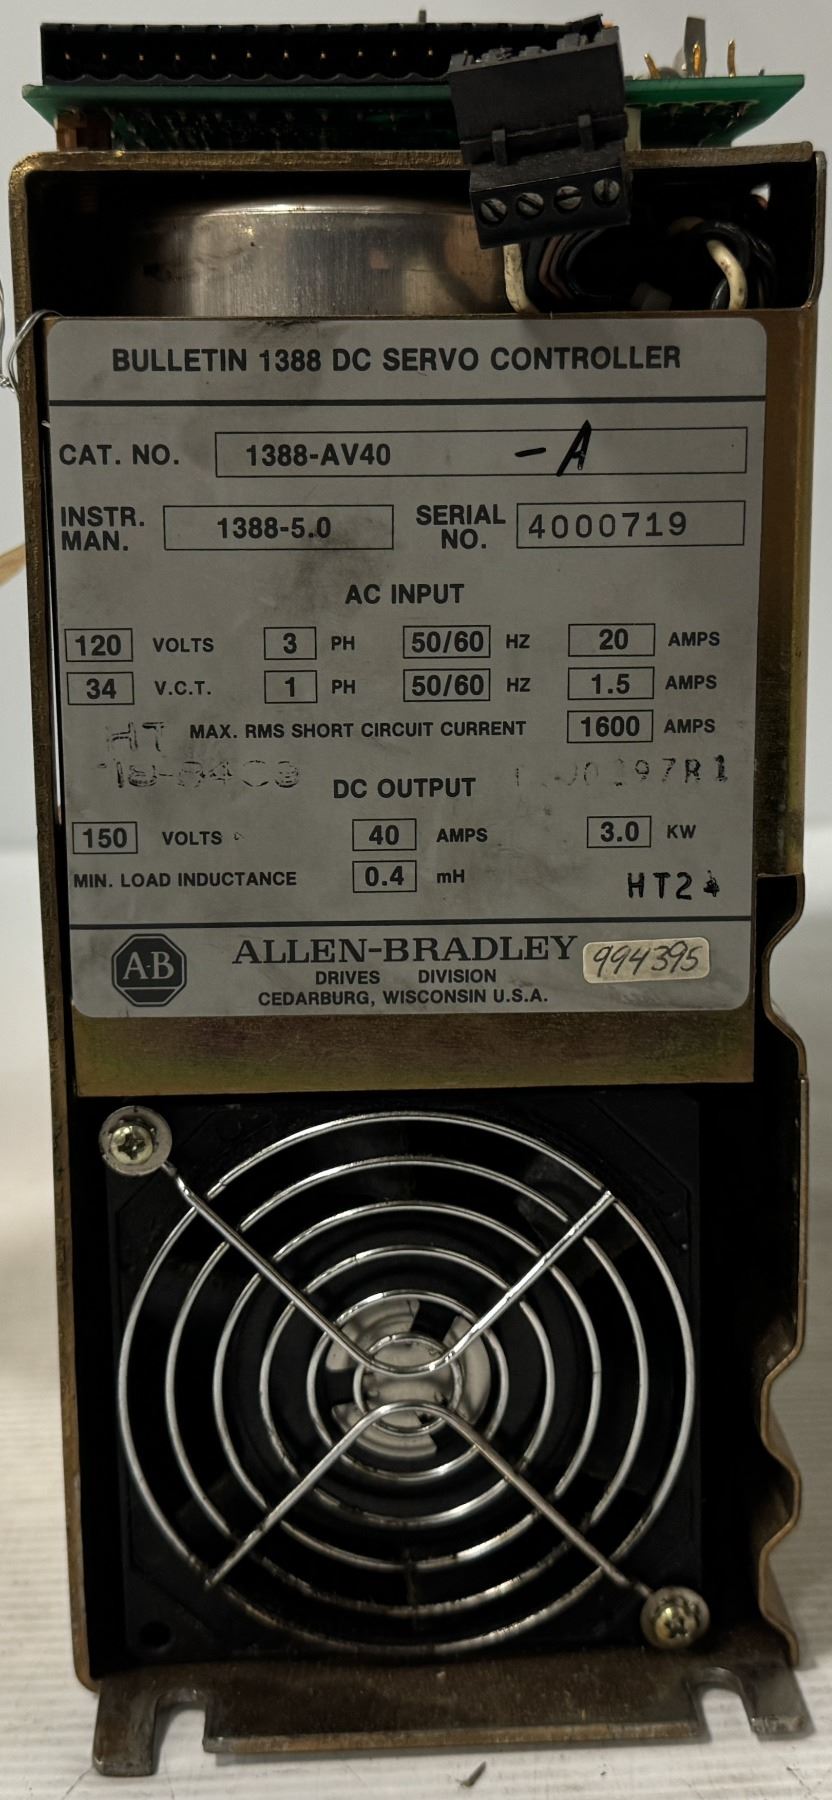 BULLETIN 1388 DC SERVO CONTROLLER
CAT. NO. 1388-AV40 -A
INSTR. MAN. 1388-5.0 SERIAL NO. 4000719
AC INPUT
120 VOLTS 3 PH 50/60 HZ 20 AMPS
34 V.C.T. 1 PH 50/60 HZ 1.5 AMPS
HT MAX. RMS SHORT CIRCUIT CURRENT 1600 AMPS
DC OUTPUT
150 VOLTS 40 AMPS 3.0 KW
MIN. LOAD INDUCTANCE 0.4 mH
A-B ALLEN-BRADLEY 994395
DRIVES DIVISION
CEDARBURG, WISCONSIN U.S.A.